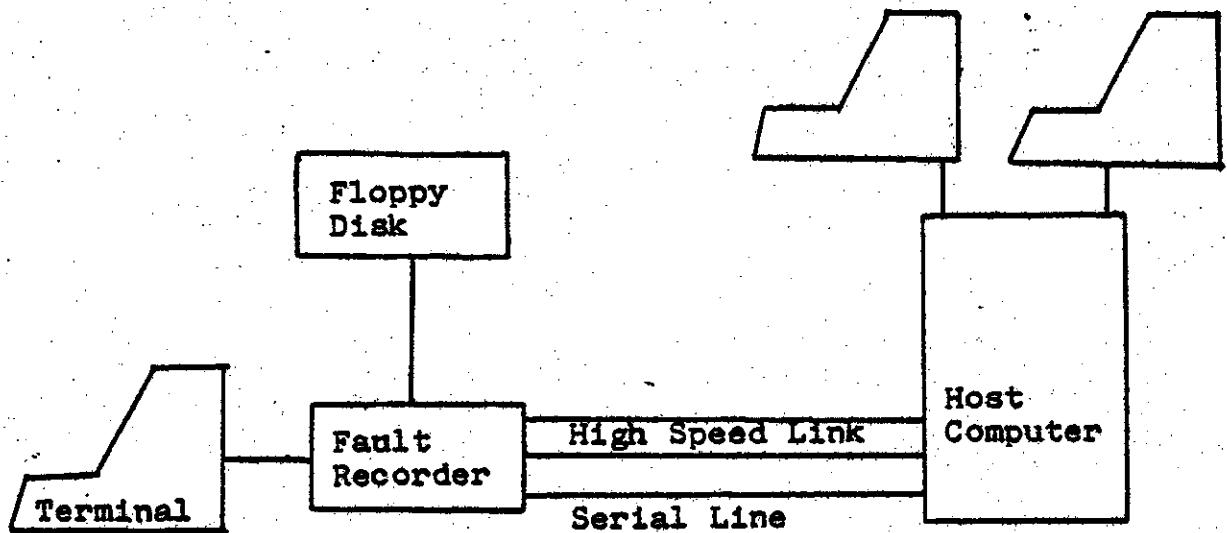 Floppy
Disk
Host
Computer
Fault
Recorder
High Speed Link
Terminal
Serial Line